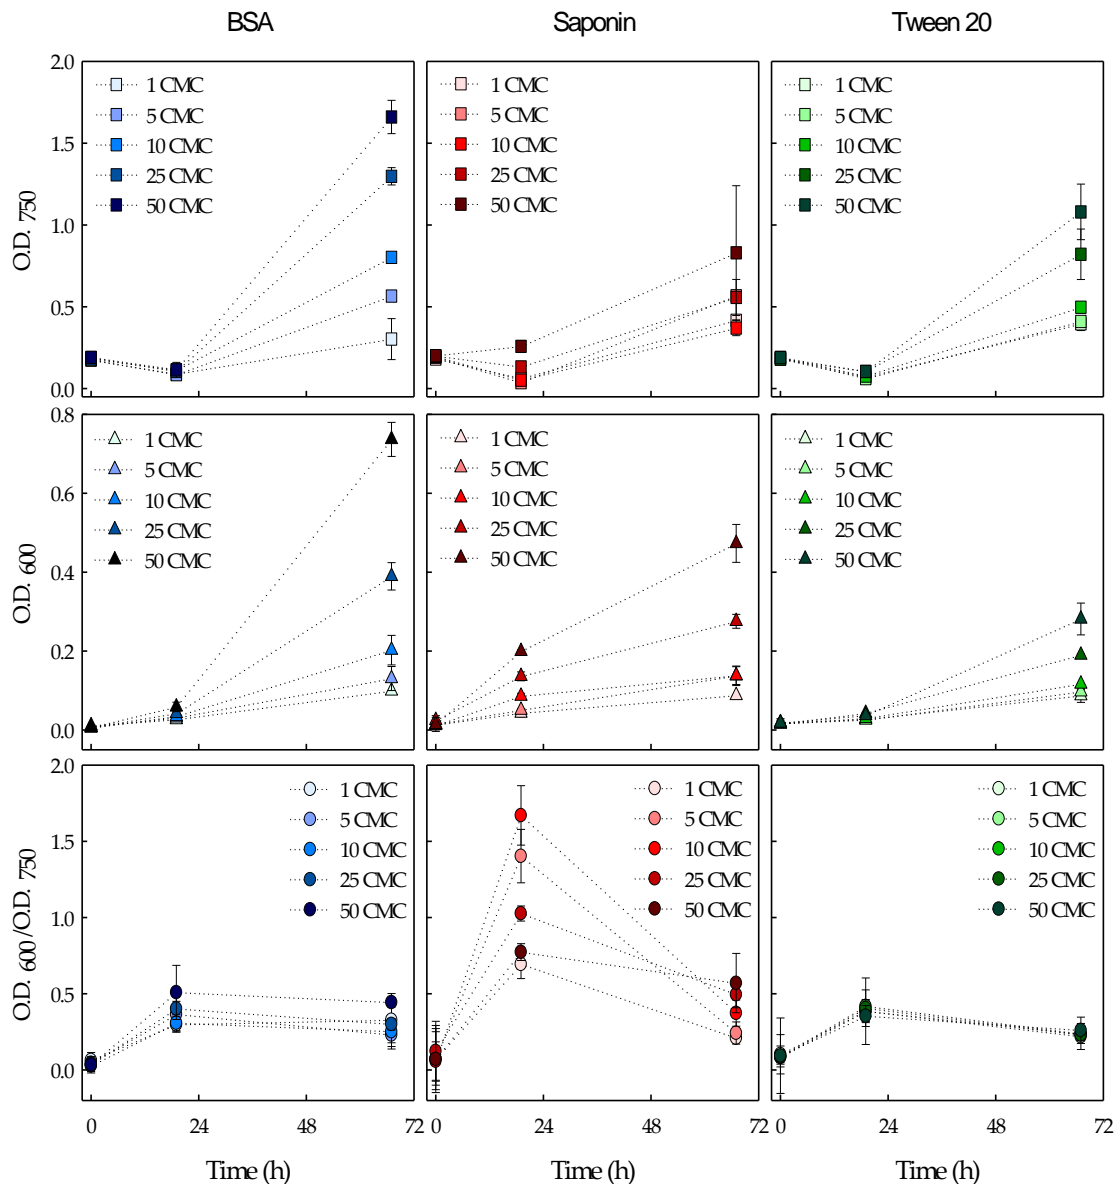 BSA Saponin Tween 20
2.0
1 CMC 1 CMC 1 CMC
5 CMC 5 CMC 5 CMC
1.5
10 CMC 10 CMC 10 CMC
25 CMC 25 CMC 25 CMC
50 CMC 50 CMC 50 CMC
1.0
O.D. 750
0.5
0.0
0.8
1 CMC 1 CMC 1 CMC
5 CMC 5 CMC 5 CMC
0.6
10 CMC 10 CMC 10 CMC
25 CMC 25 CMC 25 CMC
50 CMC 50 CMC 50 CMC
0.4
O.D. 600
0.2
0.0
2.0
1 CMC 1 CMC 1 CMC
5 CMC 5 CMC 5 CMC
1.5
10 CMC 10 CMC 10 CMC
25 CMC 25 CMC 25 CMC
50 CMC 50 CMC 50 CMC
1.0
O.D. 600/O.D. 750
0.5
0.0
0 24 48 72 0 24 48 72 0 24 48 72
Time (h) Time (h) Time (h)